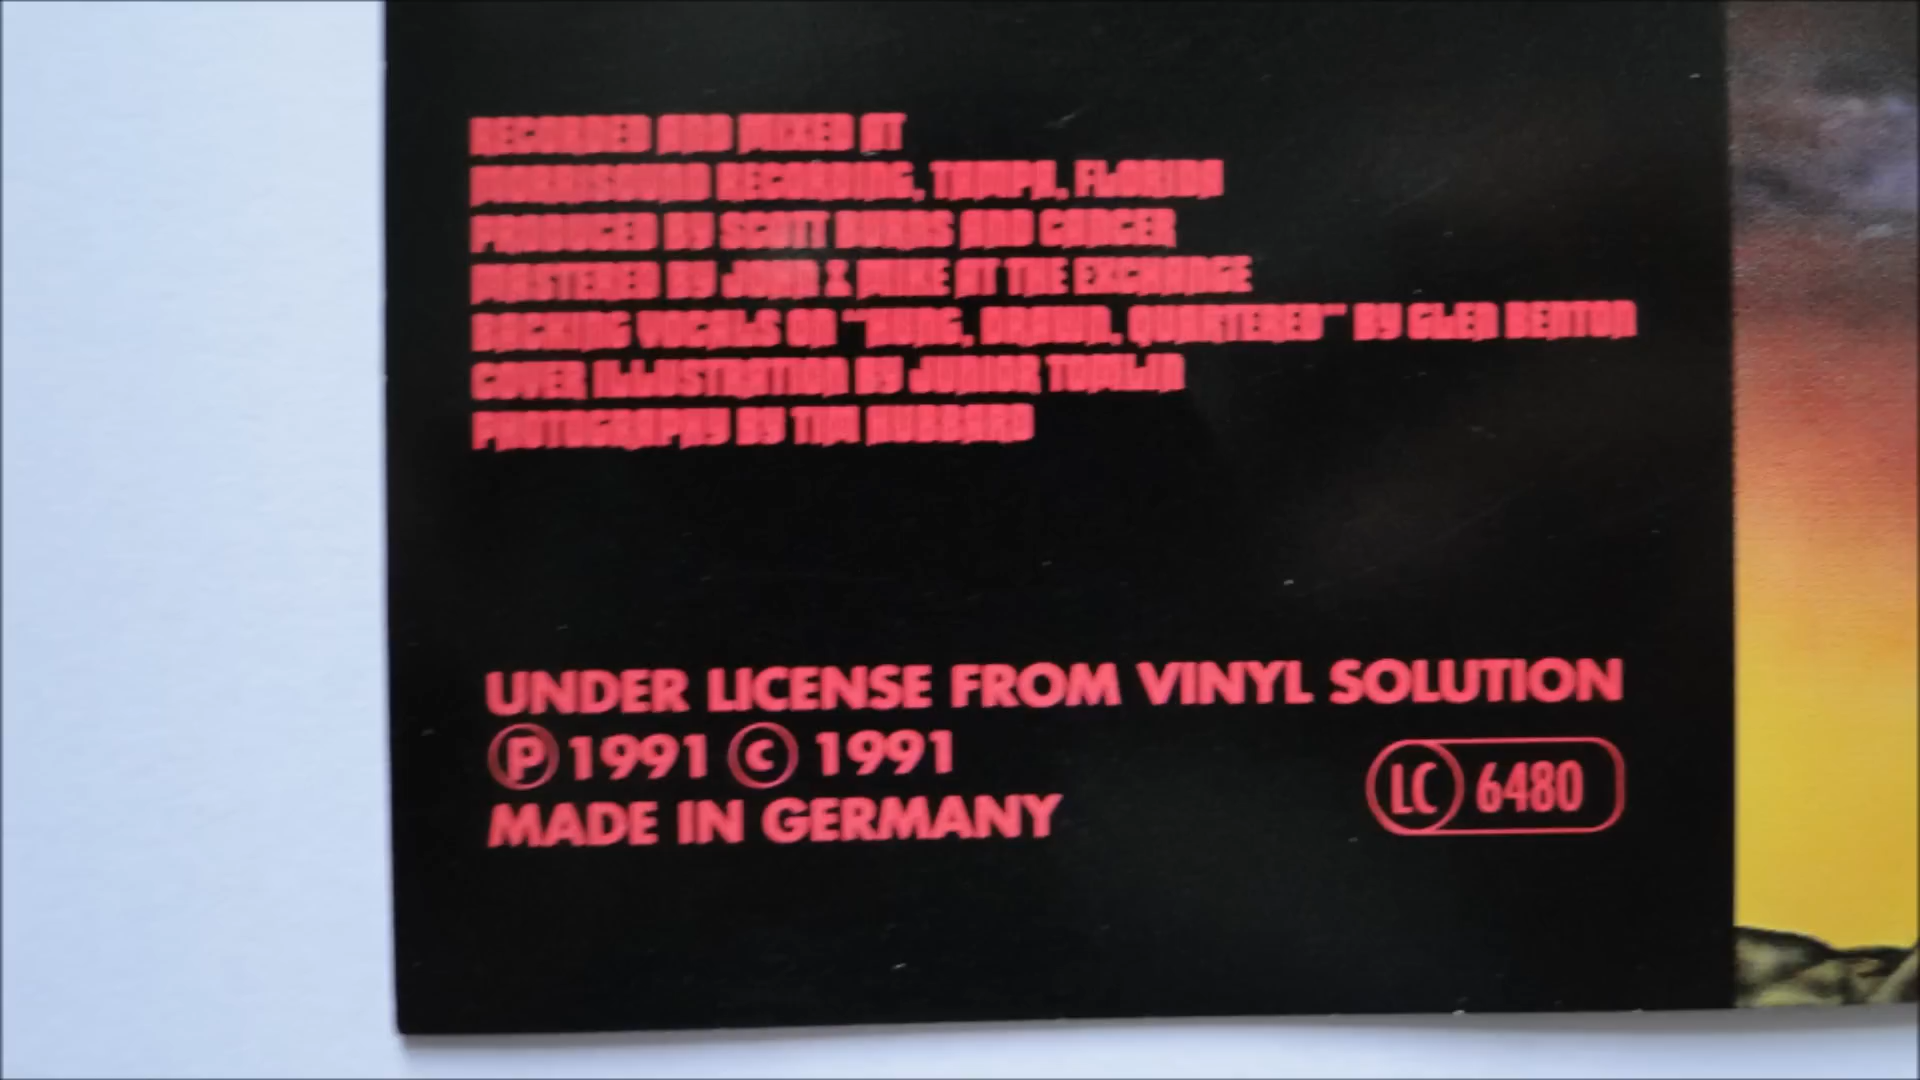 RECORDED AND MIXED AT
MORRISOUND RECORDING, TAMPA, FLORIDA
PRODUCED BY SCOTT BURNS AND CANCER
MASTERED BY JOHN & MIKE AT THE EXCHANGE
BACKING VOCALS ON "HUNG, DRAWN, QUARTERED" BY GLEN BENTON
COVER ILLUSTRATION BY JUNIOR TOMLIN
PHOTOGRAPHY BY TIM HUBBARD
UNDER LICENSE FROM VINYL SOLUTION
Ⓟ 1991 © 1991
MADE IN GERMANY
LC 6480